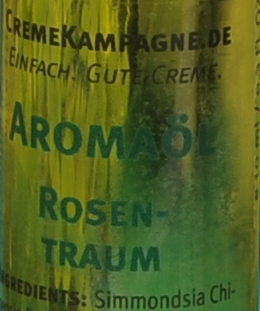 CREMEKAMPAGNE.DE
EINFACH. GUTE CREME.
AROMAÖL
ROSEN-
TRAUM
INGREDIENTS: Simmondsia Chi-